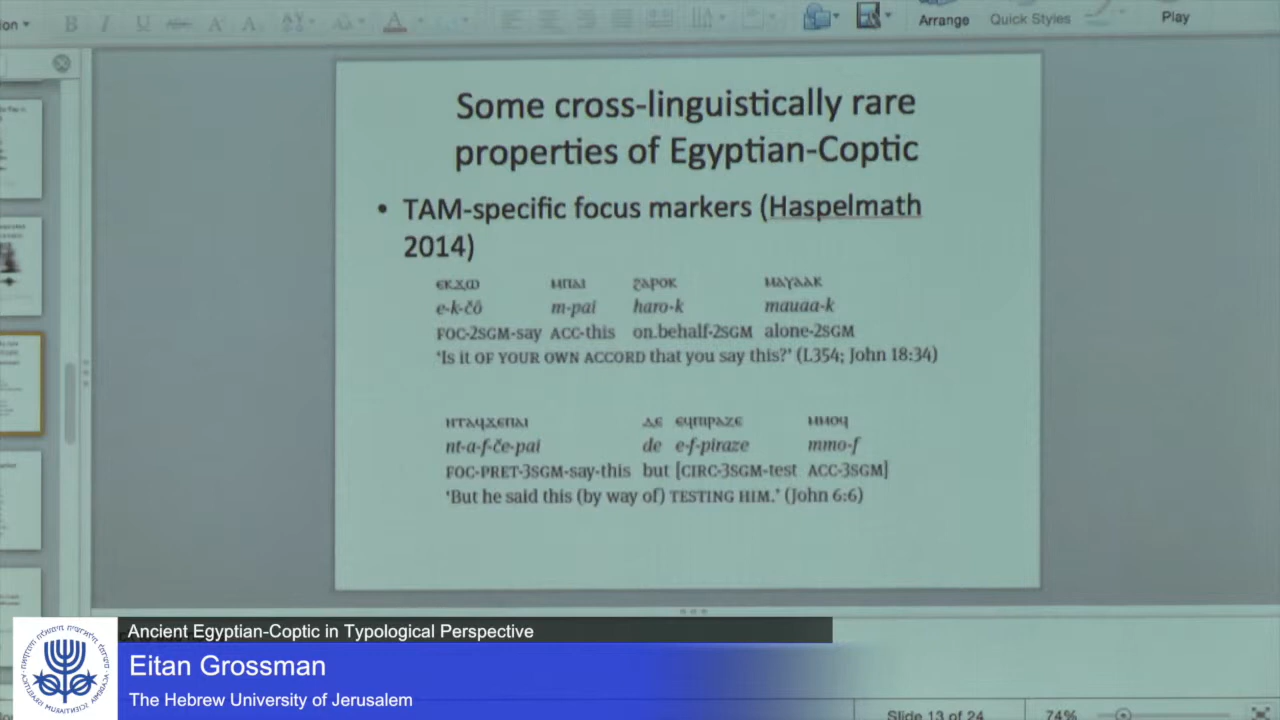 Arrange
Quick Styles
Play
Some cross-linguistically rare
properties of Egyptian-Coptic
• TAM-specific focus markers (Haspelmath
2014)
ⲉⲕϫⲱ ⲙⲡⲁⲓ ϩⲁⲣⲟⲕ ⲙⲁⲩⲁⲁⲕ
e-k-čô m-pai haro-k mauaa-k
FOC-2SGM-say ACC-this on.behalf-2SGM alone-2SGM
‘Is it OF YOUR OWN ACCORD that you say this?’ (L354; John 18:34)
ⲛⲧⲁϥϫⲉⲡⲁⲓ ⲇⲉ ⲉϥⲡⲓⲣⲁⲍⲉ ⲙⲙⲟϥ
nt-a-f-če-pai de e-f-piraze mmo-f
FOC-PRET-3SGM-say-this but [CIRC-3SGM-test ACC-3SGM]
‘But he said this (by way of) TESTING HIM.’ (John 6:6)
Ancient Egyptian-Coptic in Typological Perspective
Eitan Grossman
The Hebrew University of Jerusalem
Slide 13 of 24
74%